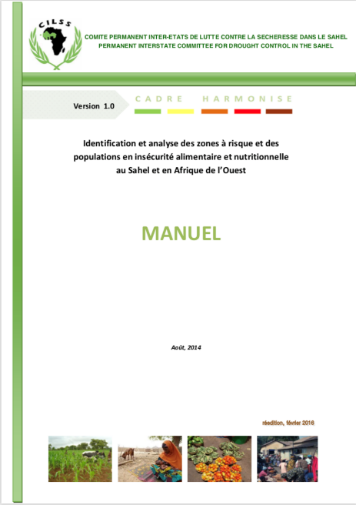 CILSS
COMITE PERMANENT INTER-ETATS DE LUTTE CONTRE LA SECHERESSE DANS LE SAHEL
PERMANENT INTERSTATE COMMITTEE FOR DROUGHT CONTROL IN THE SAHEL
Version 1.0
CADRE - HARMONISE
Identification et analyse des zones à risque et des
populations en insécurité alimentaire et nutritionnelle
au Sahel et en Afrique de l’Ouest
MANUEL
Août, 2014
réedition, février 2016